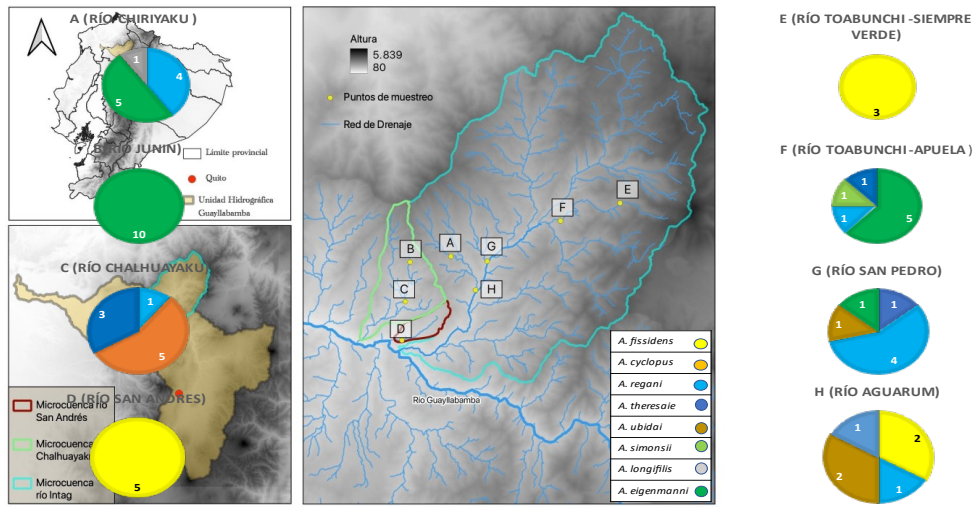 A (RÍO CHIRIYAKU )
1
4
5
B(RÍO JUNIN)
Límite provincial
Quito
Unidad Hidrográfica
Guayllabamba
10
C (RÍO CHALHUAYAKU)
1
3
5
D (RÍO SAN ANDRES)
Microcuenca río
San Andrés
Microcuenca
Chalhuayaku
Microcuenca
río Intag
5
Altura
5.839
80
Puntos de muestreo
Red de Drenaje
E
F
B
A
G
H
C
D
Río Guayllabamba
A. fissidens
A. cyclopus
A. regani
A. theresaie
A. ubidai
A. simonsii
A. longifilis
A. eigenmanni
E (RÍO TOABUNCHI -SIEMPRE
VERDE)
3
F (RÍO TOABUNCHI-APUELA )
1
1
1
5
G (RÍO SAN PEDRO)
1
1
1
4
H (RÍO AGUARUM)
1
2
2
1